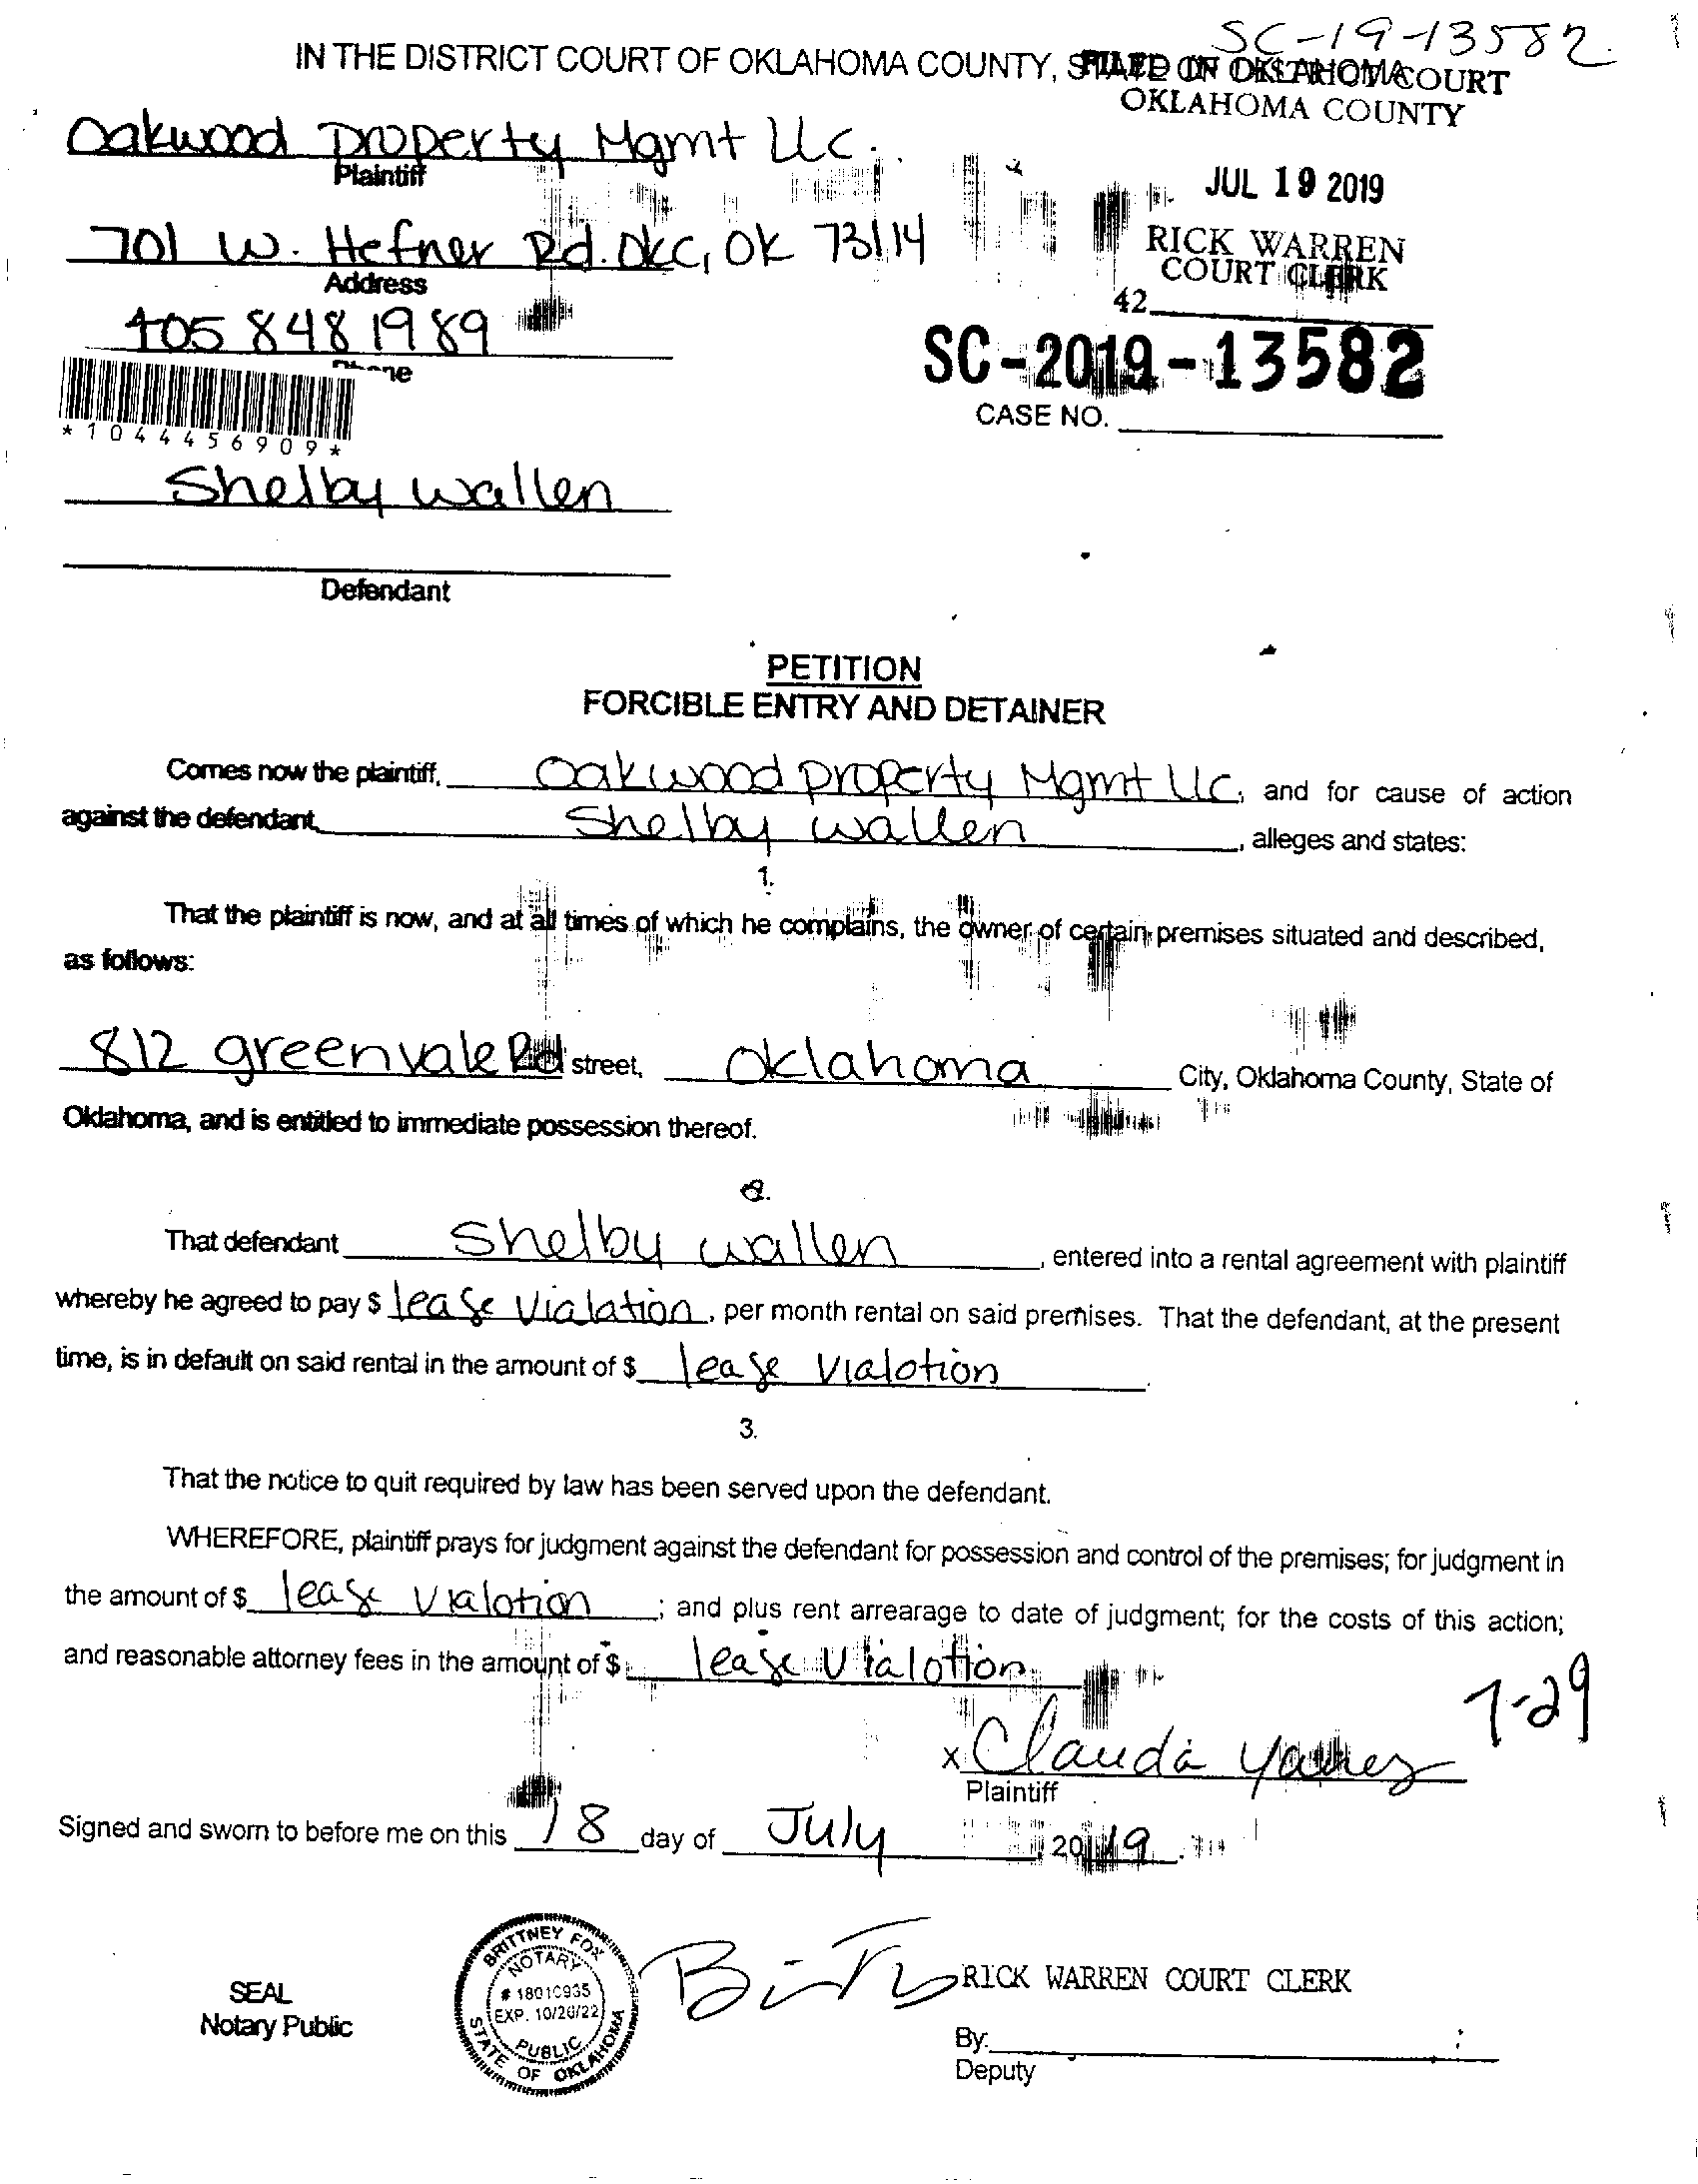 SC-19-13582
IN THE DISTRICT COURT OF OKLAHOMA COUNTY, STATE OF OKLAHOMA
FILED IN DISTRICT COURT
OKLAHOMA COUNTY
Oakwood Property Mgmt LLC.
Plaintiff
JUL 19 2019
701 W. Hefner Rd. OKC, OK 73114
Address
RICK WARREN
COURT CLERK
42
405 848 1989
Phone
SC-2019-13582
CASE NO.
*1044456909*
Shelby Wallen
Defendant
PETITION
FORCIBLE ENTRY AND DETAINER
Comes now the plaintiff, Oakwood Property Mgmt LLC, and for cause of action
against the defendant, Shelby Wallen, alleges and states:
1.
That the plaintiff is now, and at all times of which he complains, the owner of certain premises situated and described,
as follows:
812 greenvale Rd street, Oklahoma City, Oklahoma County, State of
Oklahoma, and is entitled to immediate possession thereof.
2.
That defendant Shelby Wallen, entered into a rental agreement with plaintiff
whereby he agreed to pay $ lease Vialation, per month rental on said premises. That the defendant, at the present
time, is in default on said rental in the amount of $ lease Vialotion
3.
That the notice to quit required by law has been served upon the defendant.
WHEREFORE, plaintiff prays for judgment against the defendant for possession and control of the premises; for judgment in
the amount of $ lease Vialotion; and plus rent arrearage to date of judgment; for the costs of this action;
and reasonable attorney fees in the amount of $ lease Vialotion
7-29
x Claudia Yanez
Plaintiff
Signed and sworn to before me on this 18 day of July, 2019.
BRITTNEY FOX
NOTARY
# 18010935
EXP. 10/26/22
PUBLIC
STATE OF OKLAHOMA
SEAL
Notary Public
RICK WARREN COURT CLERK
By:
Deputy